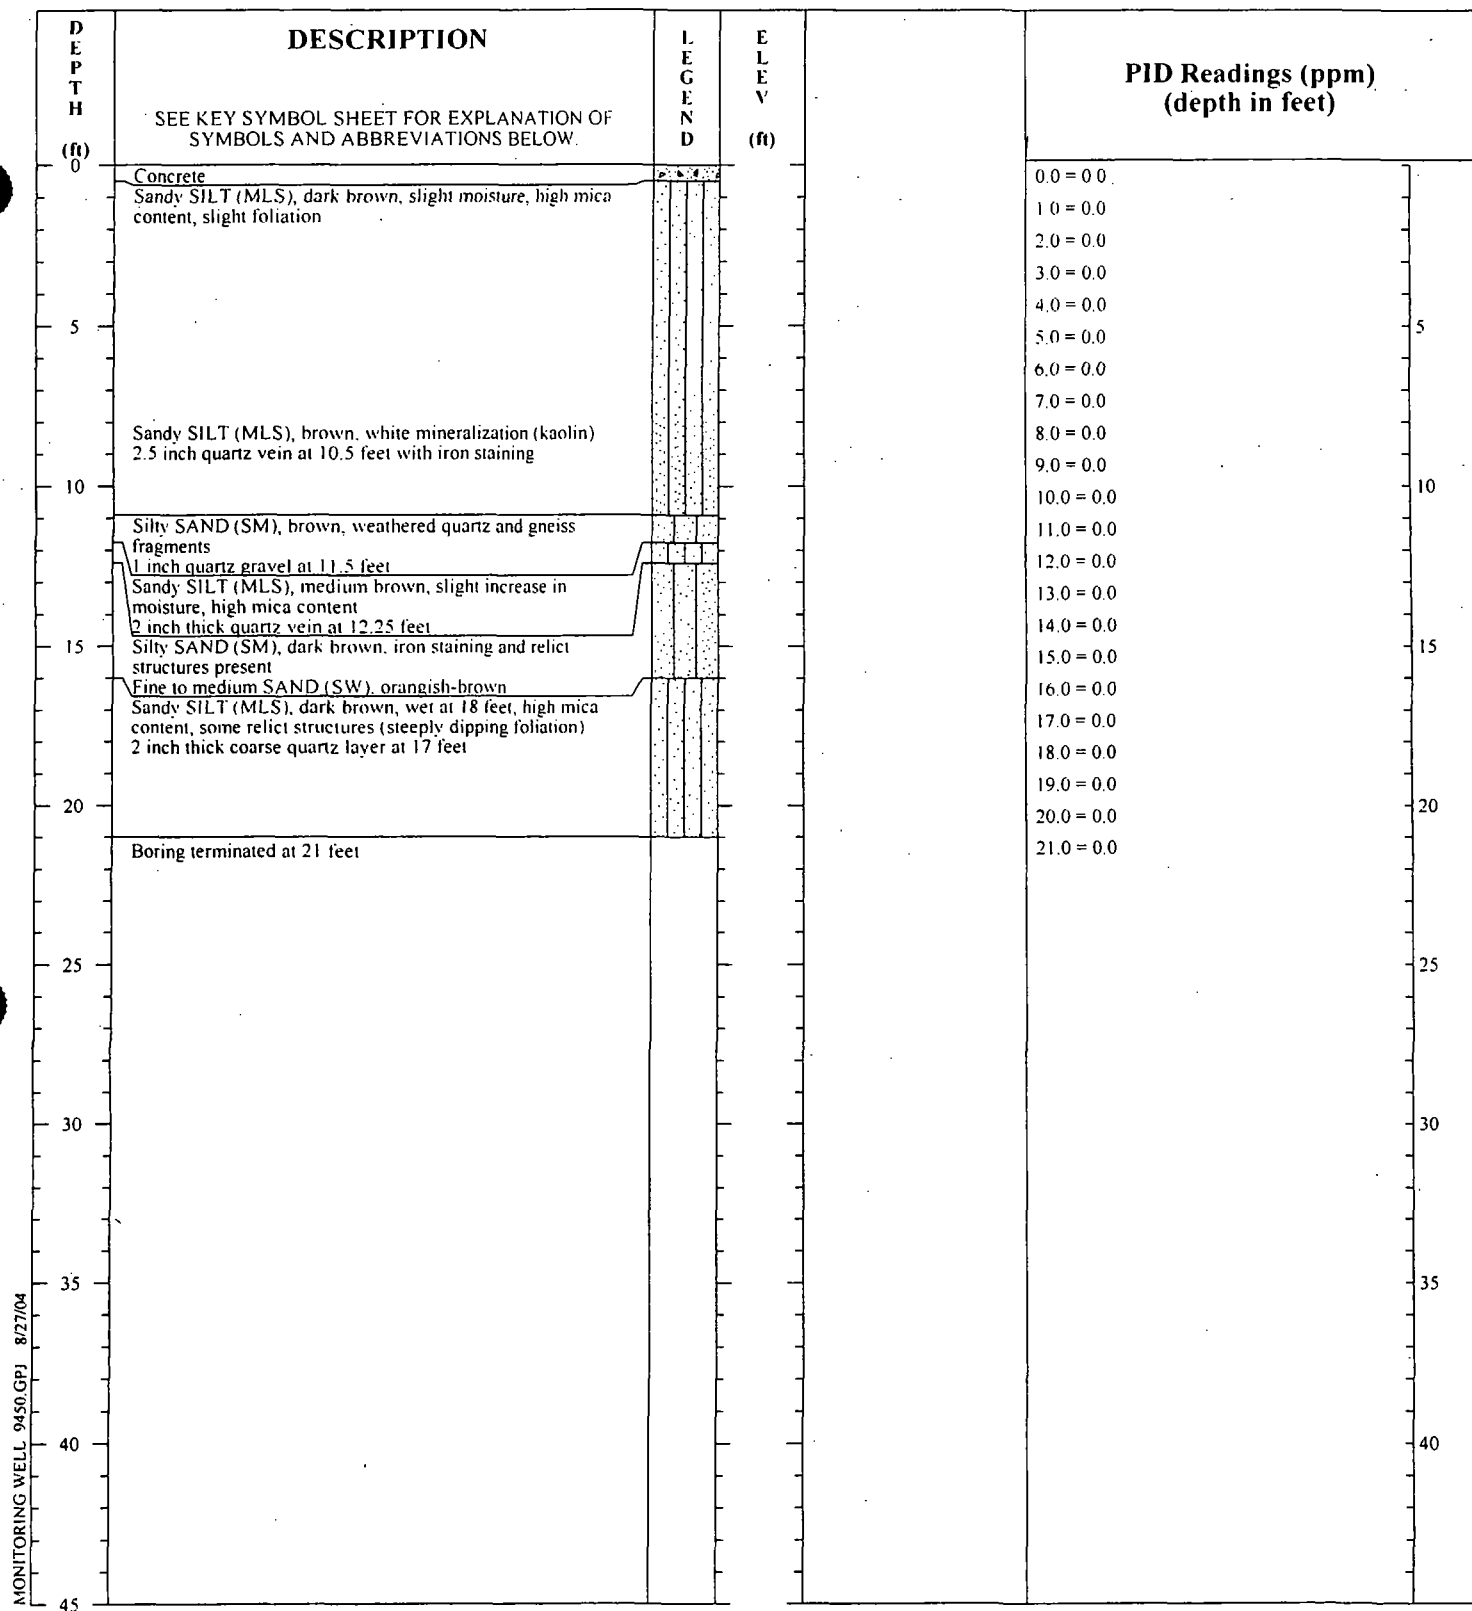 DEPTH (ft)
DESCRIPTION
SEE KEY SYMBOL SHEET FOR EXPLANATION OF
SYMBOLS AND ABBREVIATIONS BELOW.
LEGEND
ELEV (ft)
PID Readings (ppm)
(depth in feet)
0
5
10
15
20
25
30
35
40
45
Concrete
Sandy SILT (MLS), dark brown, slight moisture, high mica
content, slight foliation
Sandy SILT (MLS), brown, white mineralization (kaolin)
2.5 inch quartz vein at 10.5 feet with iron staining
Silty SAND (SM), brown, weathered quartz and gneiss
fragments
1 inch quartz gravel at 11.5 feet
Sandy SILT (MLS), medium brown, slight increase in
moisture, high mica content
2 inch thick quartz vein at 12.25 feet
Silty SAND (SM), dark brown, iron staining and relict
structures present
Fine to medium SAND (SW), orangish-brown
Sandy SILT (MLS), dark brown, wet at 18 feet, high mica
content, some relict structures (steeply dipping foliation)
2 inch thick coarse quartz layer at 17 feet
Boring terminated at 21 feet
0.0 = 0.0
1.0 = 0.0
2.0 = 0.0
3.0 = 0.0
4.0 = 0.0
5.0 = 0.0
6.0 = 0.0
7.0 = 0.0
8.0 = 0.0
9.0 = 0.0
10.0 = 0.0
11.0 = 0.0
12.0 = 0.0
13.0 = 0.0
14.0 = 0.0
15.0 = 0.0
16.0 = 0.0
17.0 = 0.0
18.0 = 0.0
19.0 = 0.0
20.0 = 0.0
21.0 = 0.0
5
10
15
20
25
30
35
40
MONITORING WELL 9450.GPJ 8/27/04